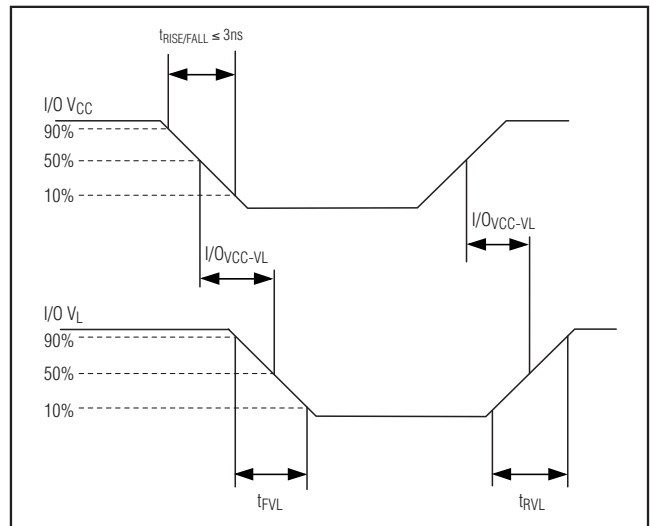 tRISE/FALL ≤ 3ns
I/O VCC
90%
50%
10%
I/OVCC-VL
I/OVCC-VL
I/O VL
90%
50%
10%
tFVL
tRVL